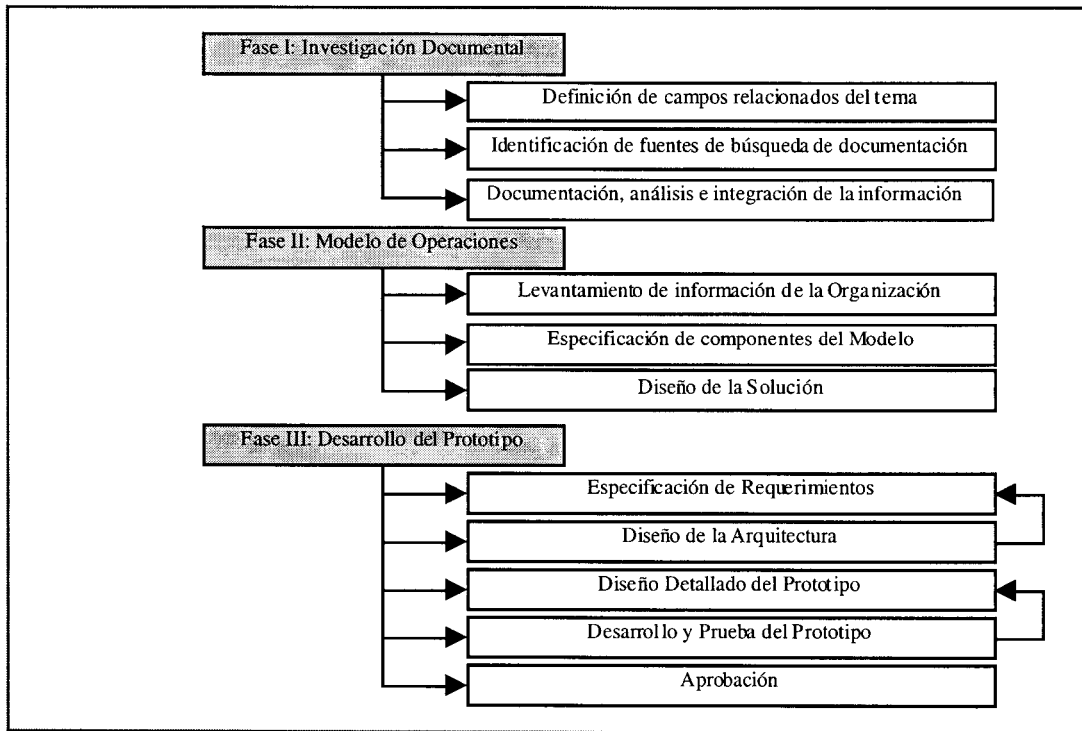 Fase I: Investigación Documental
Definición de campos relacionados del tema
Identificación de fuentes de búsqueda de documentación
Documentación, análisis e integración de la información
Fase II: Modelo de Operaciones
Levantamiento de información de la Organización
Especificación de componentes del Modelo
Diseño de la Solución
Fase III: Desarrollo del Prototipo
Especificación de Requerimientos
Diseño de la Arquitectura
Diseño Detallado del Prototipo
Desarrollo y Prueba del Prototipo
Aprobación